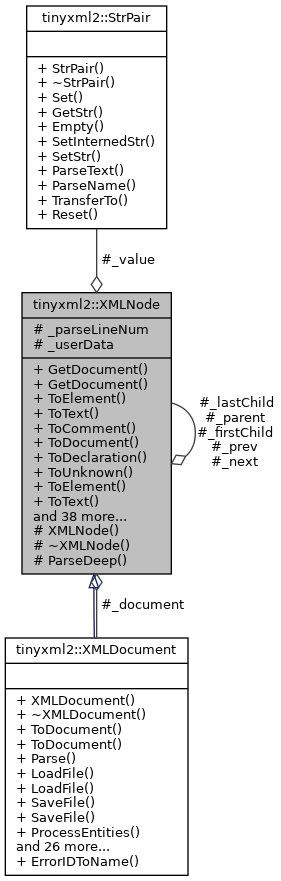 tinyxml2::StrPair
+ StrPair()
+ ~StrPair()
+ Set()
+ GetStr()
+ Empty()
+ SetInternedStr()
+ SetStr()
+ ParseText()
+ ParseName()
+ TransferTo()
+ Reset()
#_value
tinyxml2::XMLNode
# _parseLineNum
# _userData
+ GetDocument()
+ GetDocument()
+ ToElement()
+ ToText()
+ ToComment()
+ ToDocument()
+ ToDeclaration()
+ ToUnknown()
+ ToElement()
+ ToText()
and 38 more...
# XMLNode()
# ~XMLNode()
# ParseDeep()
#_lastChild
#_parent
#_firstChild
#_prev
#_next
#_document
tinyxml2::XMLDocument
+ XMLDocument()
+ ~XMLDocument()
+ ToDocument()
+ ToDocument()
+ Parse()
+ LoadFile()
+ LoadFile()
+ SaveFile()
+ SaveFile()
+ ProcessEntities()
and 26 more...
+ ErrorIDToName()